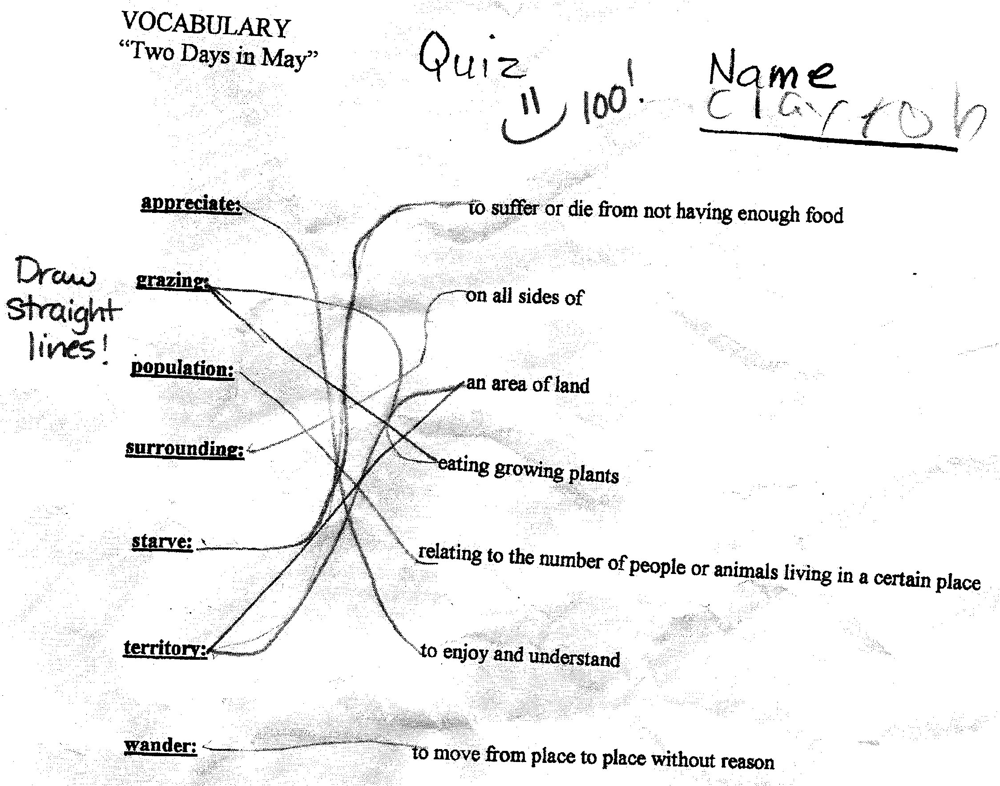 VOCABULARY
“Two Days in May”
Quiz
100!
Name
Clayton
appreciate:
to suffer or die from not having enough food
Draw
straight
lines!
grazing:
on all sides of
population:
an area of land
surrounding:
eating growing plants
starve:
relating to the number of people or animals living in a certain place
territory:
to enjoy and understand
wander:
to move from place to place without reason